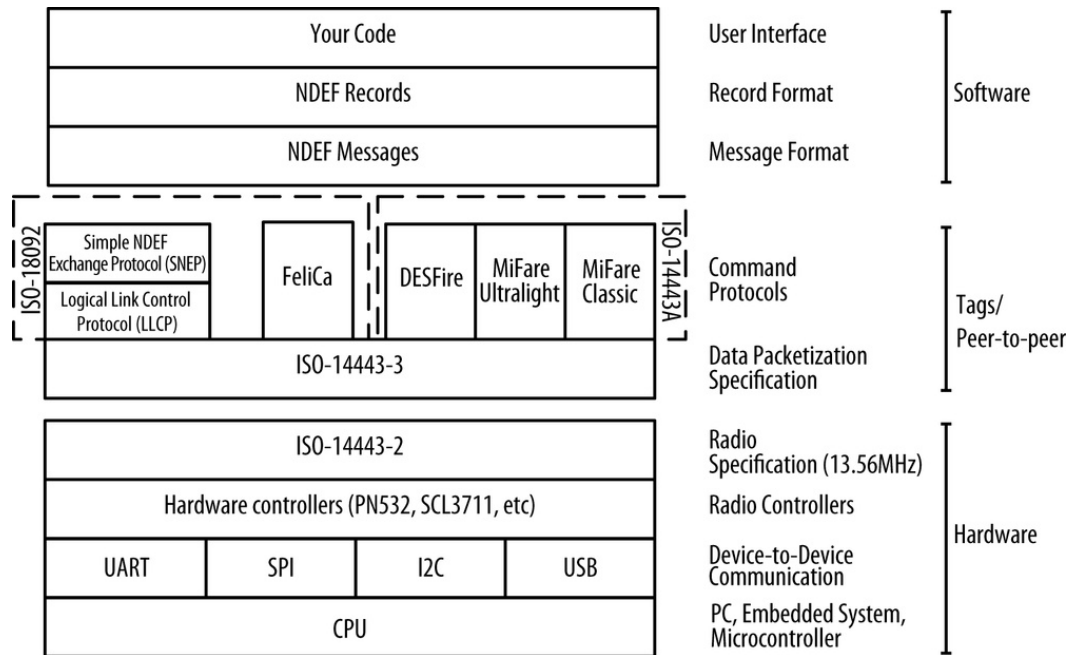 Your Code
User Interface
NDEF Records
Record Format
Software
NDEF Messages
Message Format
ISO-18092
Simple NDEF
Exchange Protocol (SNEP)
Logical Link Control
Protocol (LLCP)
FeliCa
DESFire
MiFare
Ultralight
MiFare
Classic
ISO-14443A
Command
Protocols
Tags/
Peer-to-peer
ISO-14443-3
Data Packetization
Specification
ISO-14443-2
Radio
Specification (13.56MHz)
Hardware controllers (PN532, SCL3711, etc)
Radio Controllers
Hardware
UART
SPI
I2C
USB
Device-to-Device
Communication
CPU
PC, Embedded System,
Microcontroller